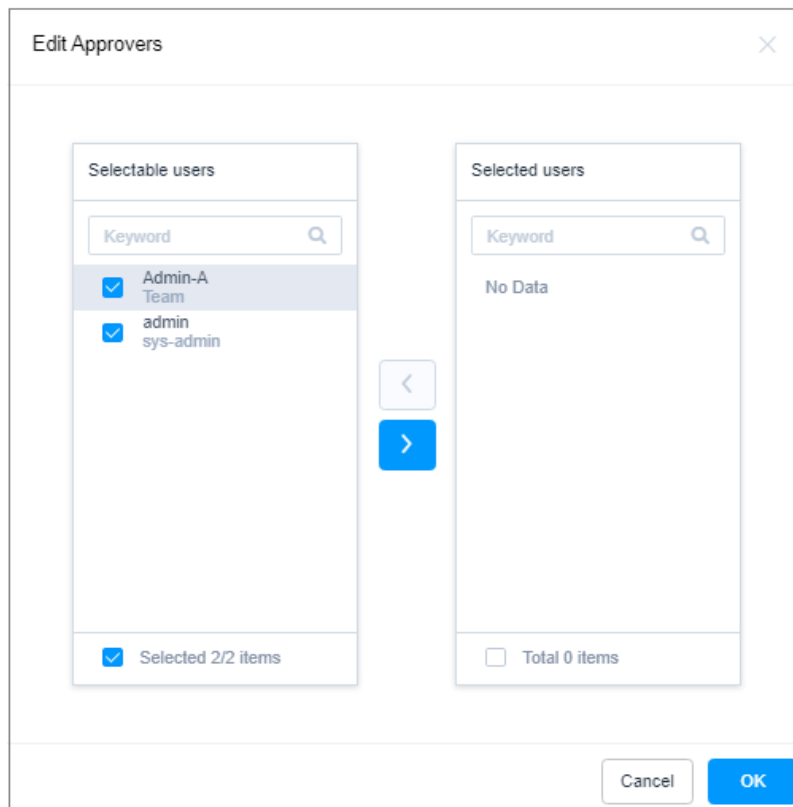 Edit Approvers
Selectable users
Keyword
Admin-A
Team
admin
sys-admin
Selected 2/2 items
Selected users
Keyword
No Data
Total 0 items
Cancel
OK